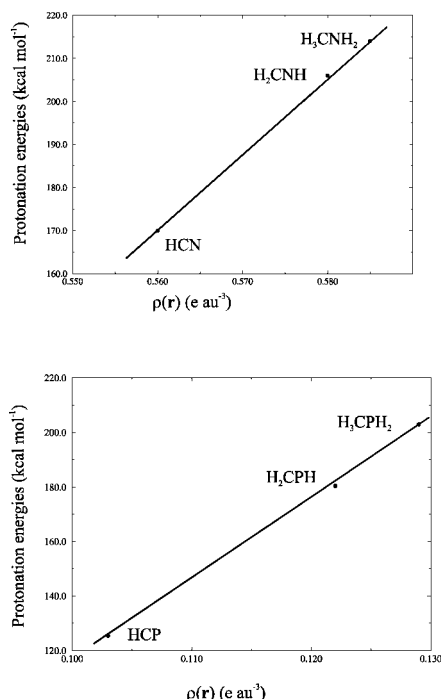 220.0
210.0
200.0
190.0
180.0
170.0
160.0
Protonation energies (kcal mol⁻¹)
H₃CNH₂
H₂CNH
HCN
0.550
0.560
0.570
0.580
ρ(r) (e au⁻³)
220.0
200.0
180.0
160.0
140.0
120.0
Protonation energies (kcal mol⁻¹)
H₃CPH₂
H₂CPH
HCP
0.100
0.110
0.120
0.130
ρ(r) (e au⁻³)